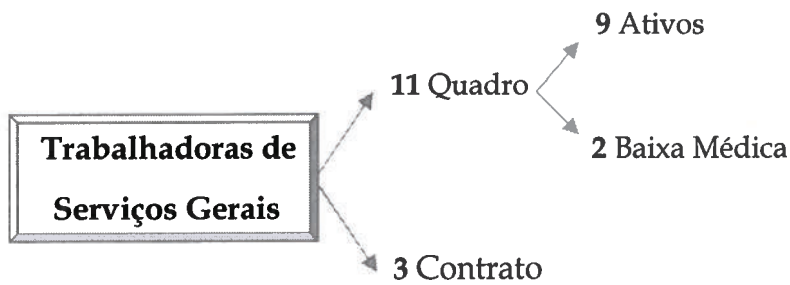 Trabalhadoras de
Serviços Gerais
11 Quadro
9 Ativos
2 Baixa Médica
3 Contrato